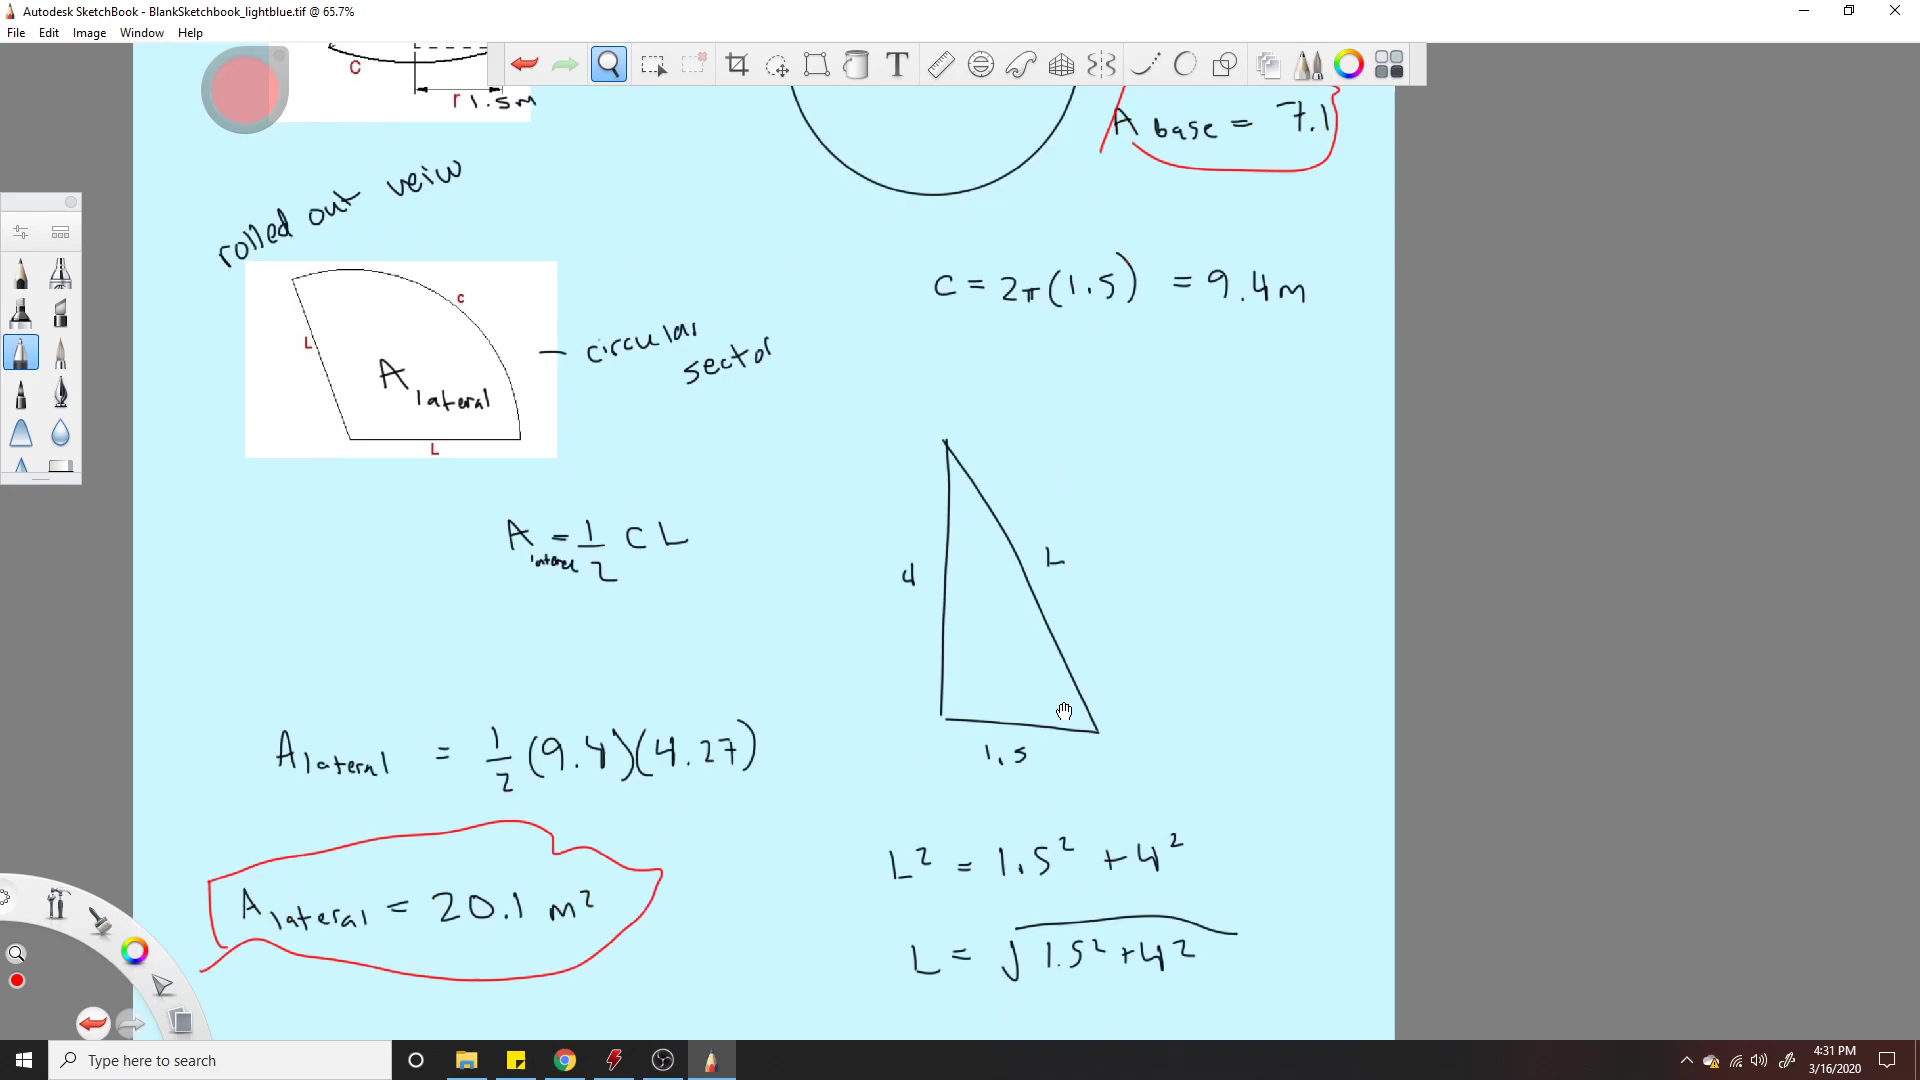 Autodesk SketchBook - BlankSketchbook_lightblue.tif @ 65.7%
File Edit Image Window Help
C
r 1.5m
A base = 7.1
rolled out veiw
C = 2π(1.5) = 9.4m
c
L
A lateral
L
— circular
sector
A = 1/2 C L
4
L
1.5
A lateral = 1/2 (9.4)(4.27)
L² = 1.5² + 4²
A lateral = 20.1 m²
L = √1.5² + 4²
Type here to search
4:31 PM
3/16/2020